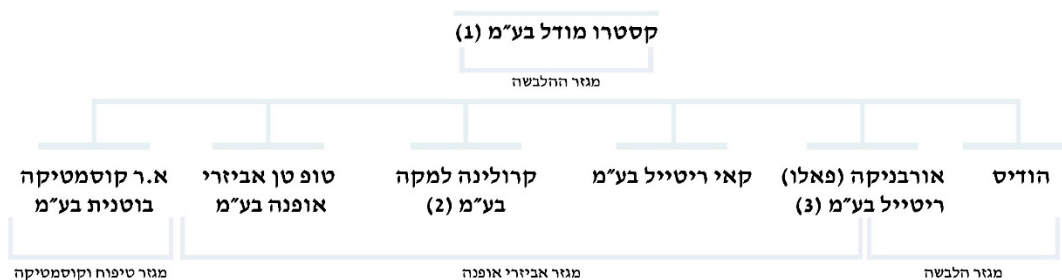 קסטרו מודל בע״מ (1)
מגזר ההלבשה
הודיס
אורבניקה (פאלו)
ריטייל בע״מ (3)
קאי ריטייל בע״מ
קרולינה למקה
בע״מ (2)
טופ טן אביזרי
אופנה בע״מ
א.ר קוסמטיקה
בוטנית בע״מ
מגזר הלבשה
מגזר אביזרי אופנה
מגזר טיפוח וקוסמטיקה